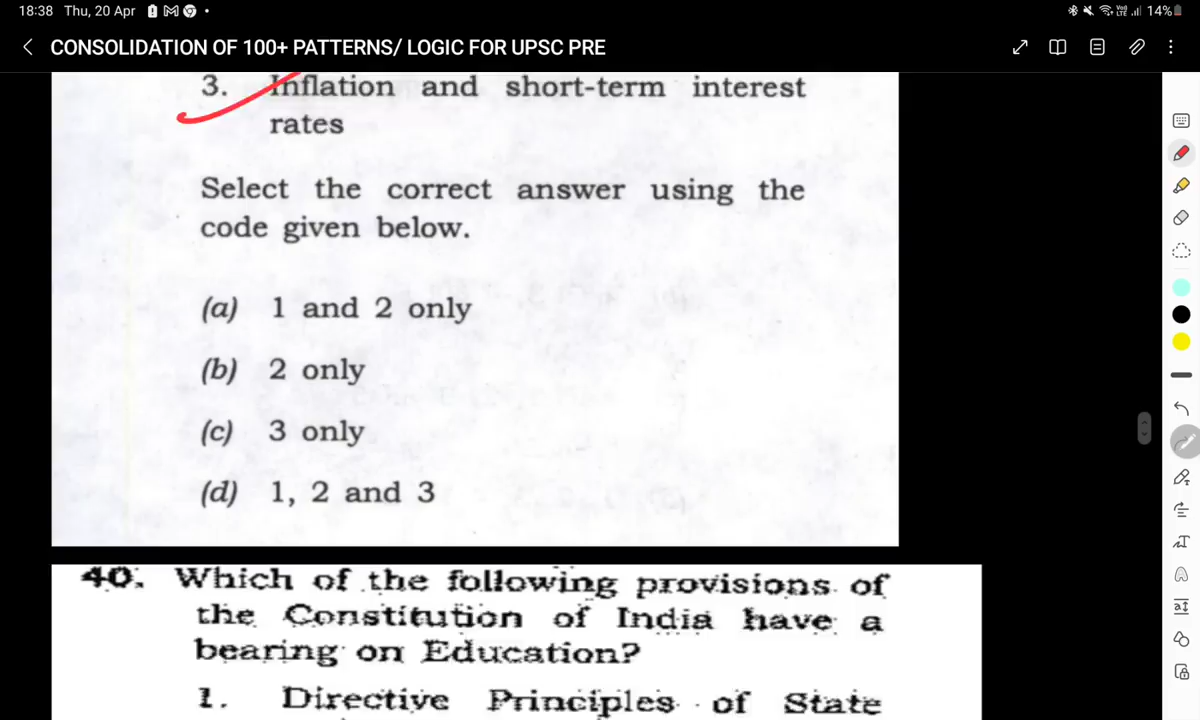 18:38 Thu, 20 Apr
14%
CONSOLIDATION OF 100+ PATTERNS/ LOGIC FOR UPSC PRE
3. Inflation and short-term interest
rates
Select the correct answer using the
code given below.
(a) 1 and 2 only
(b) 2 only
(c) 3 only
(d) 1, 2 and 3
40. Which of the following provisions of
the Constitution of India have a
bearing on Education?
1. Directive Principles of State